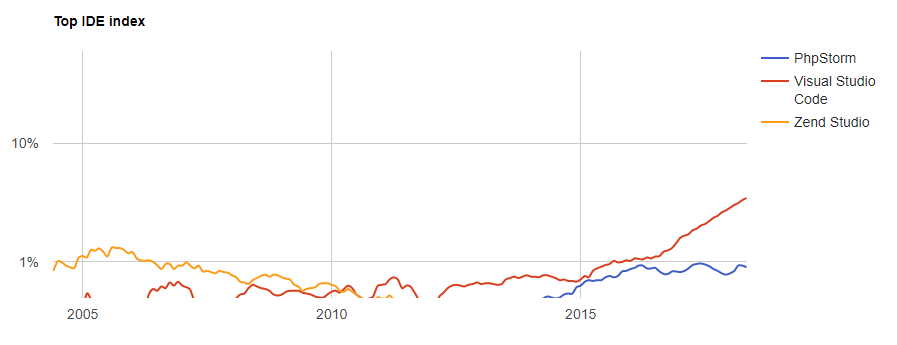 Top IDE index
PhpStorm
Visual Studio
Code
Zend Studio
10%
1%
2005
2010
2015